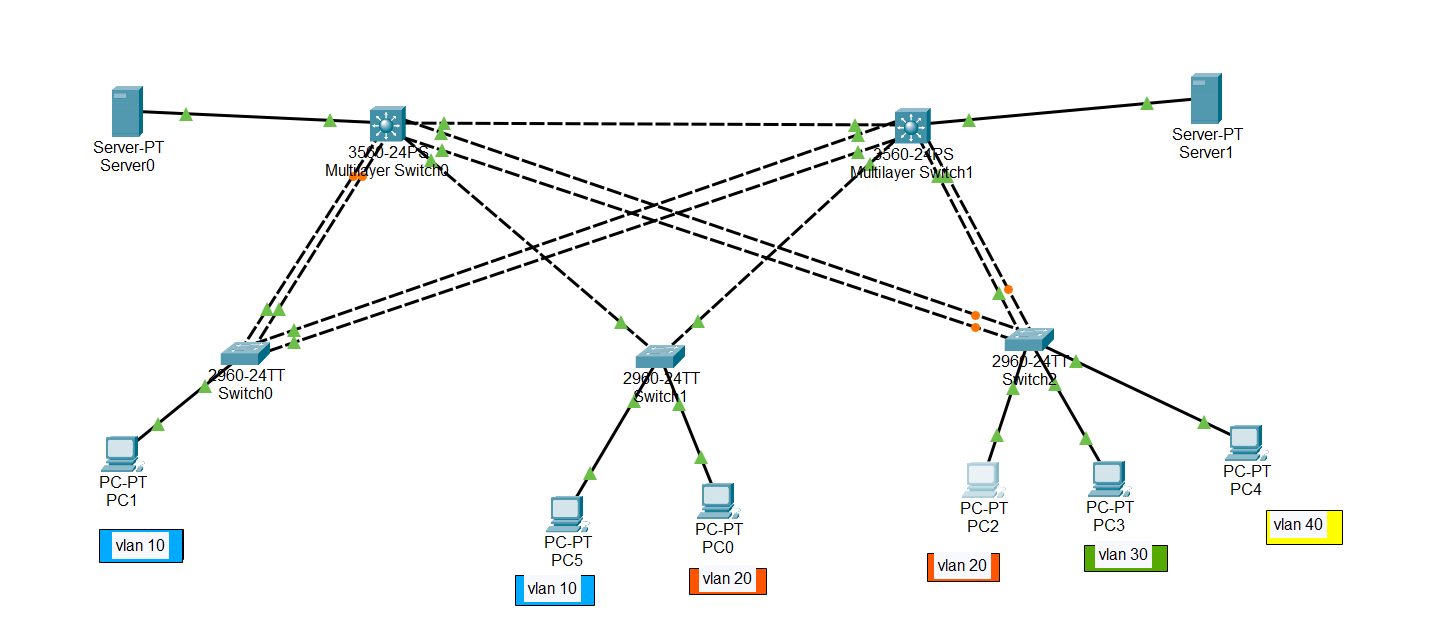 Server-PT
Server0
3560-24PS
Multilayer Switch0
3560-24PS
Multilayer Switch1
Server-PT
Server1
2960-24TT
Switch0
2960-24TT
Switch1
2960-24TT
Switch2
PC-PT
PC1
vlan 10
PC-PT
PC5
vlan 10
PC-PT
PC0
vlan 20
PC-PT
PC2
vlan 20
PC-PT
PC3
vlan 30
PC-PT
PC4
vlan 40